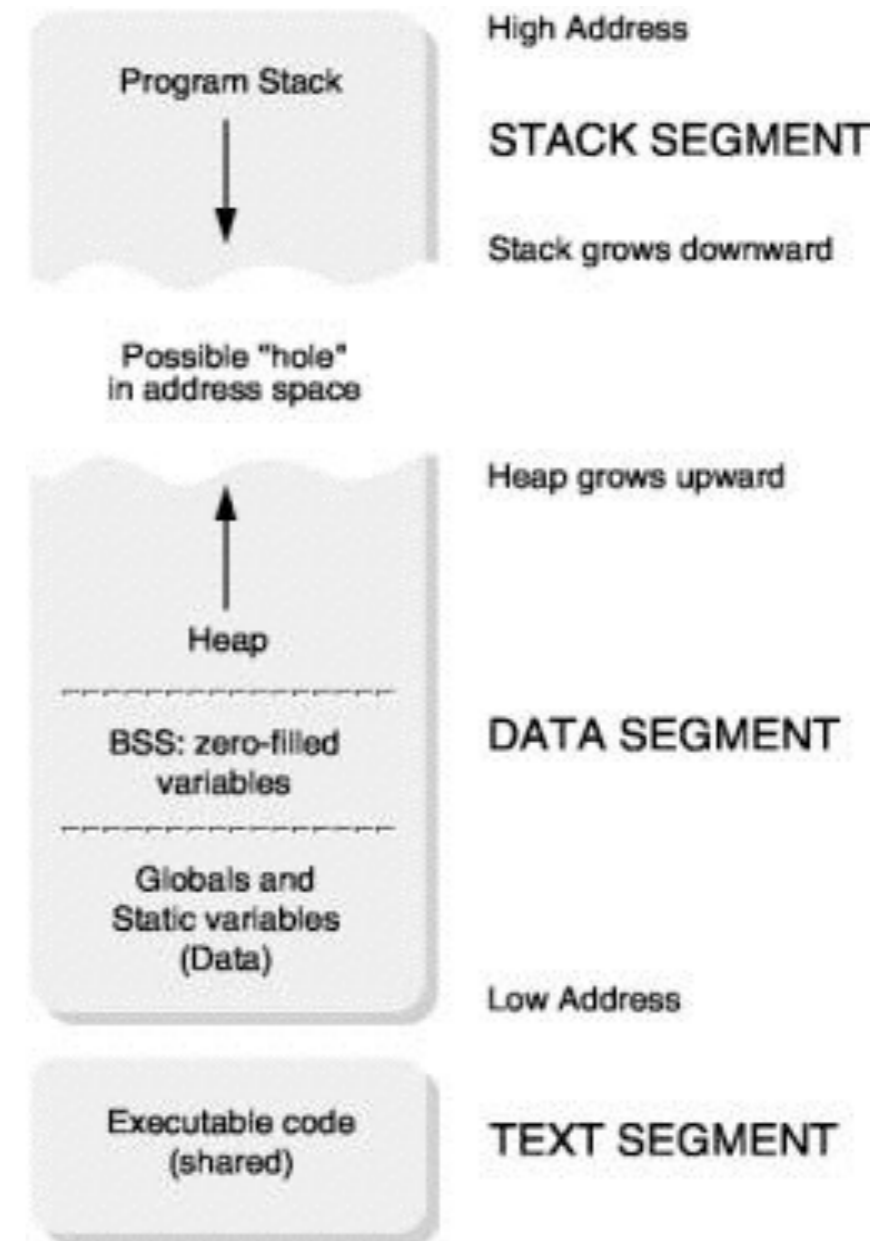 High Address
Program Stack
STACK SEGMENT
Stack grows downward
Possible "hole"
in address space
Heap grows upward
Heap
BSS: zero-filled
variables
DATA SEGMENT
Globals and
Static variables
(Data)
Low Address
Executable code
(shared)
TEXT SEGMENT